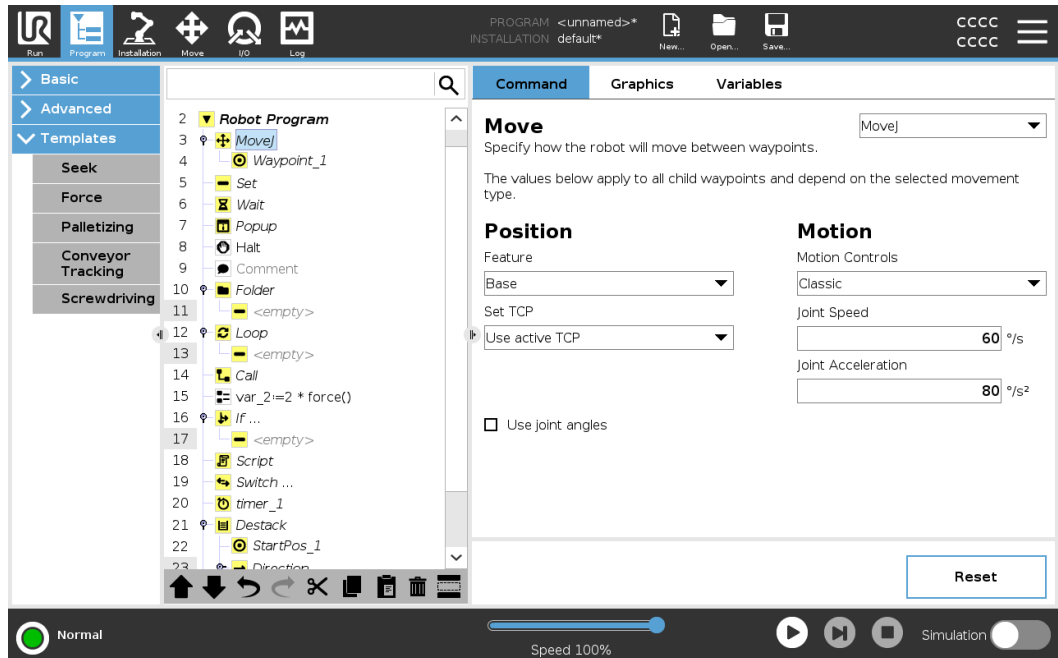 PROGRAM <unnamed>*
INSTALLATION default*
CCCC
CCCC
UR
Run
Program
Installation
Move
I/O
Log
New...
Open...
Save...
Basic
Advanced
Templates
Seek
Force
Palletizing
Conveyor
Tracking
Screwdriving
2 Robot Program
3 MoveJ
4 Waypoint_1
5 Set
6 Wait
7 Popup
8 Halt
9 Comment
10 Folder
11 <empty>
12 Loop
13 <empty>
14 Call
15 var_2:=2 * force()
16 If ...
17 <empty>
18 Script
19 Switch ...
20 timer_1
21 Destack
22 StartPos_1
23 Direction
Command
Graphics
Variables
Move
MoveJ
Specify how the robot will move between waypoints.
The values below apply to all child waypoints and depend on the selected movement
type.
Position
Feature
Base
Set TCP
Use active TCP
Use joint angles
Motion
Motion Controls
Classic
Joint Speed
60 °/s
Joint Acceleration
80 °/s²
Reset
Normal
Speed 100%
Simulation